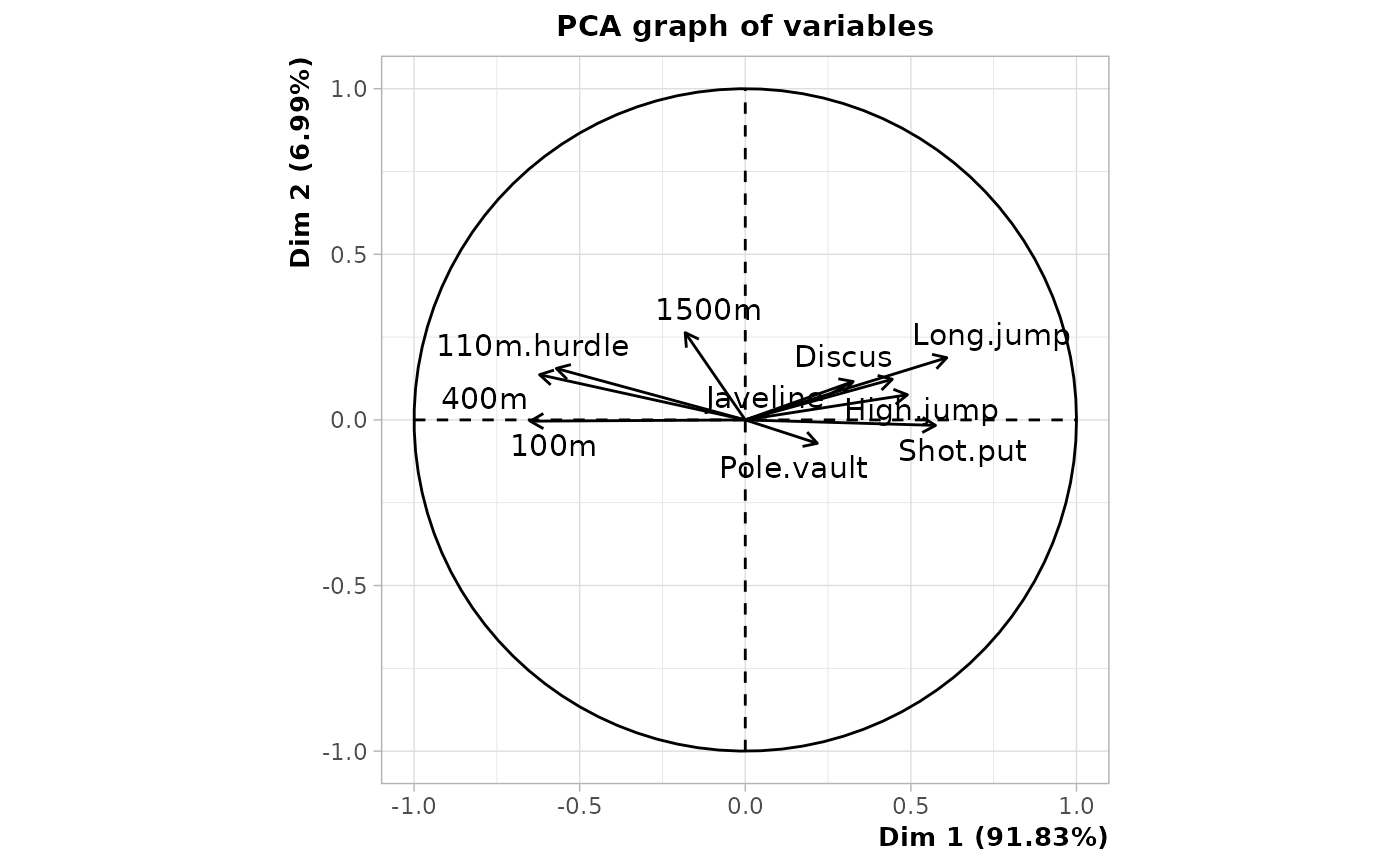 PCA graph of variables
Dim 2 (6.99%)
1.0
0.5
0.0
-0.5
-1.0
1500m
Long.jump
110m.hurdle
Discus
400m
Javeline
High.jump
100m
Shot.put
Pole.vault
-1.0
-0.5
0.0
0.5
1.0
Dim 1 (91.83%)